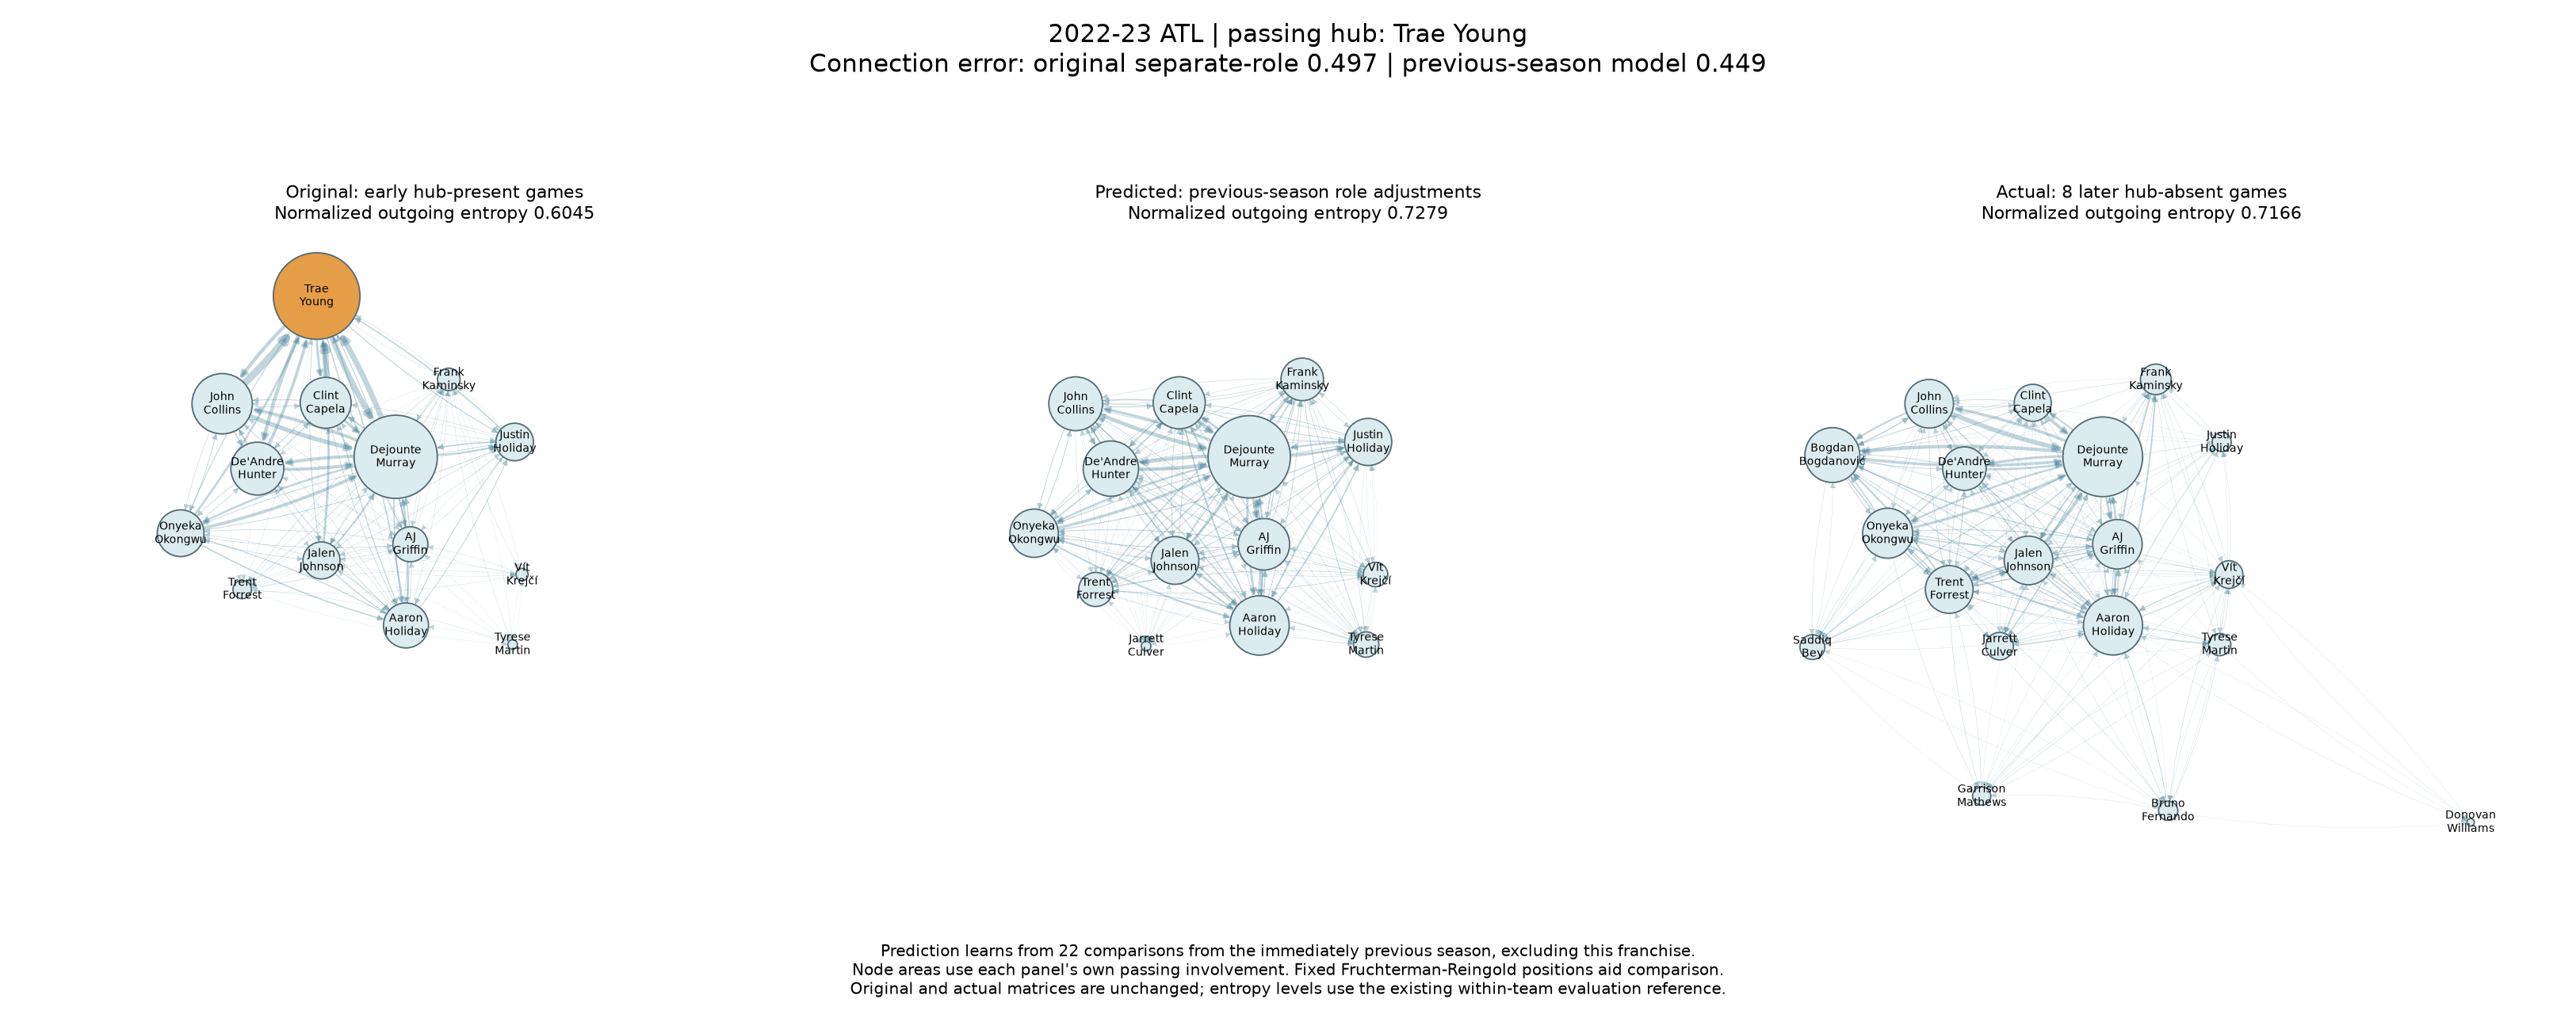 2022-23 ATL | passing hub: Trae Young
Connection error: original separate-role 0.497 | previous-season model 0.449
Original: early hub-present games
Normalized outgoing entropy 0.6045
Trae
Young
Frank
Kaminsky
John
Collins
Clint
Capela
Justin
Holiday
Dejounte
Murray
De'Andre
Hunter
Onyeka
Okongwu
AJ
Griffin
Jalen
Johnson
Vít
Krejčí
Trent
Forrest
Aaron
Holiday
Tyrese
Martin
Predicted: previous-season role adjustments
Normalized outgoing entropy 0.7279
Frank
Kaminsky
John
Collins
Clint
Capela
Justin
Holiday
Dejounte
Murray
De'Andre
Hunter
Onyeka
Okongwu
AJ
Griffin
Jalen
Johnson
Vít
Krejčí
Trent
Forrest
Aaron
Holiday
Jarrett
Culver
Tyrese
Martin
Actual: 8 later hub-absent games
Normalized outgoing entropy 0.7166
Frank
Kaminsky
John
Collins
Clint
Capela
Justin
Holiday
Bogdan
Bogdanović
Dejounte
Murray
De'Andre
Hunter
Onyeka
Okongwu
AJ
Griffin
Jalen
Johnson
Vít
Krejčí
Trent
Forrest
Aaron
Holiday
Saddiq
Bey
Jarrett
Culver
Tyrese
Martin
Garrison
Mathews
Bruno
Fernando
Donovan
Williams
Prediction learns from 22 comparisons from the immediately previous season, excluding this franchise.
Node areas use each panel's own passing involvement. Fixed Fruchterman-Reingold positions aid comparison.
Original and actual matrices are unchanged; entropy levels use the existing within-team evaluation reference.